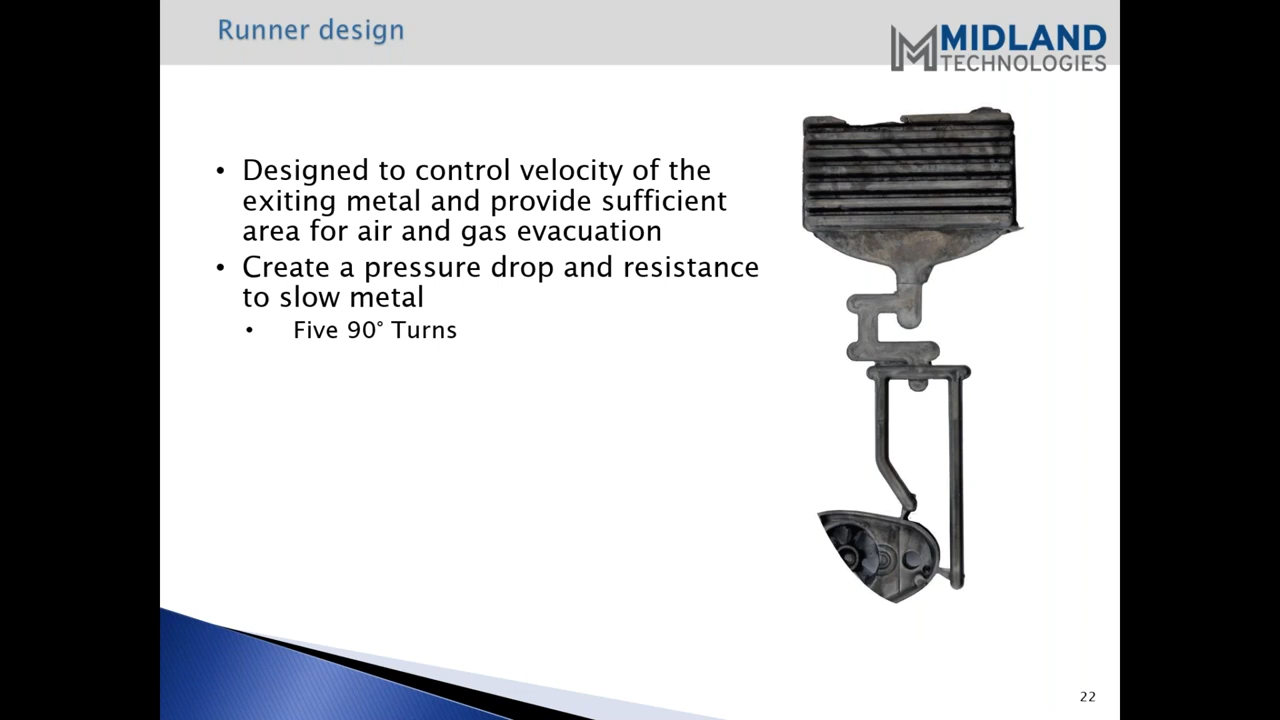 Runner design
MIDLAND
TECHNOLOGIES
• Designed to control velocity of the
exiting metal and provide sufficient
area for air and gas evacuation
• Create a pressure drop and resistance
to slow metal
• Five 90° Turns
22